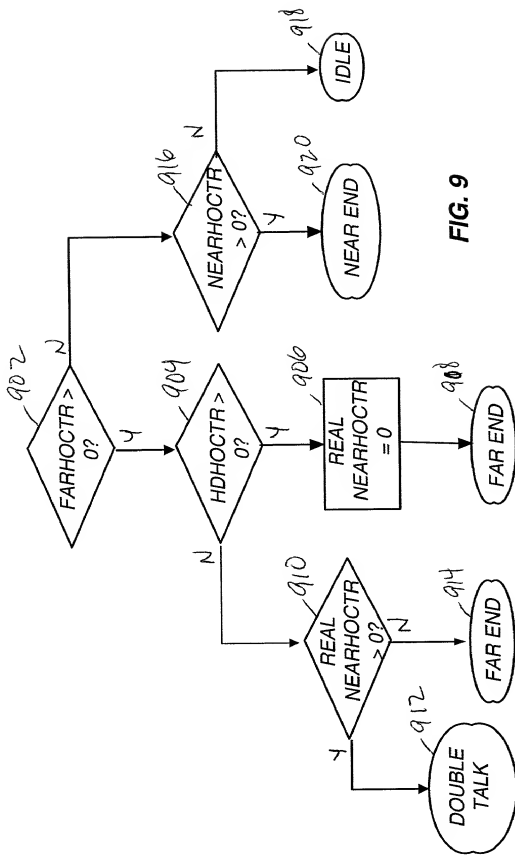 902
FARHOCTR >
0?
N
Y
904
HDHOCTR >
0?
N
Y
916
NEARHOCTR
> 0?
N
Y
906
REAL
NEARHOCTR
= 0
910
REAL
NEARHOCTR
> 0?
Y
N
912
DOUBLE
TALK
914
FAR END
908
FAR END
920
NEAR END
918
IDLE
FIG. 9